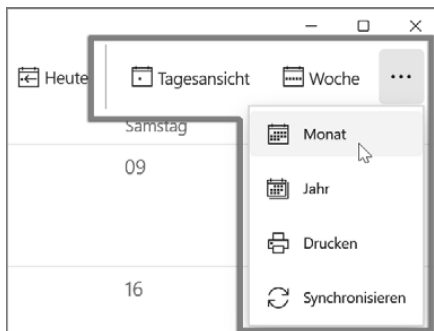 Heute Tagesansicht Woche
Samstag
Monat
09
Jahr
Drucken
16
Synchronisieren